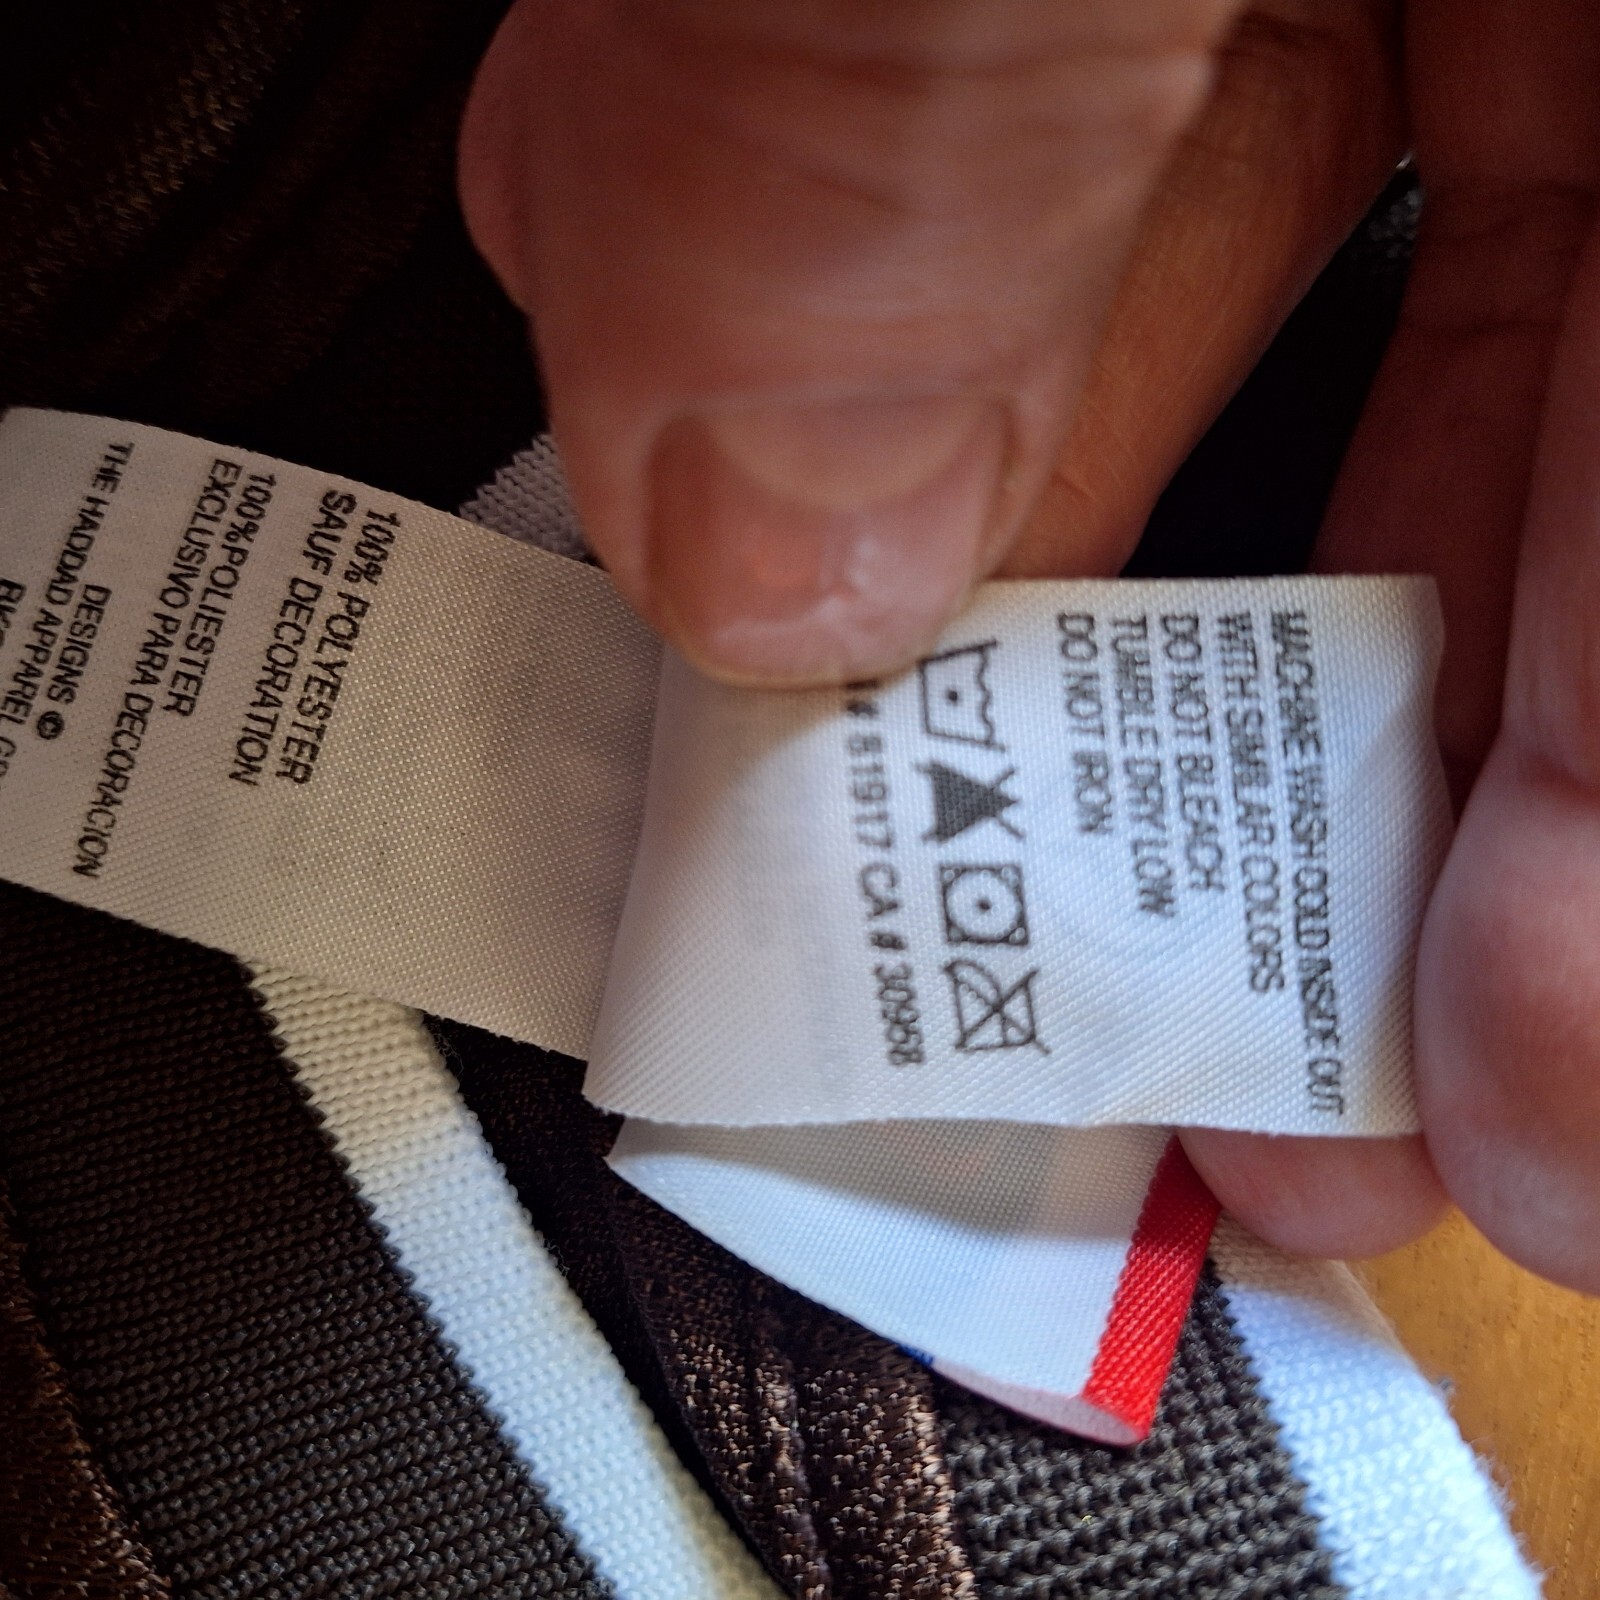 MACHINE WASH COLD INSIDE OUT
WITH SIMILAR COLORS
DO NOT BLEACH
TUMBLE DRY LOW
DO NOT IRON
# 81917 CA # 30958
100% POLYESTER
SAUF DECORATION
100%POLIESTER
EXCLUSIVO PARA DECORACION
THE HADDAD APPAREL
DESIGNS ©